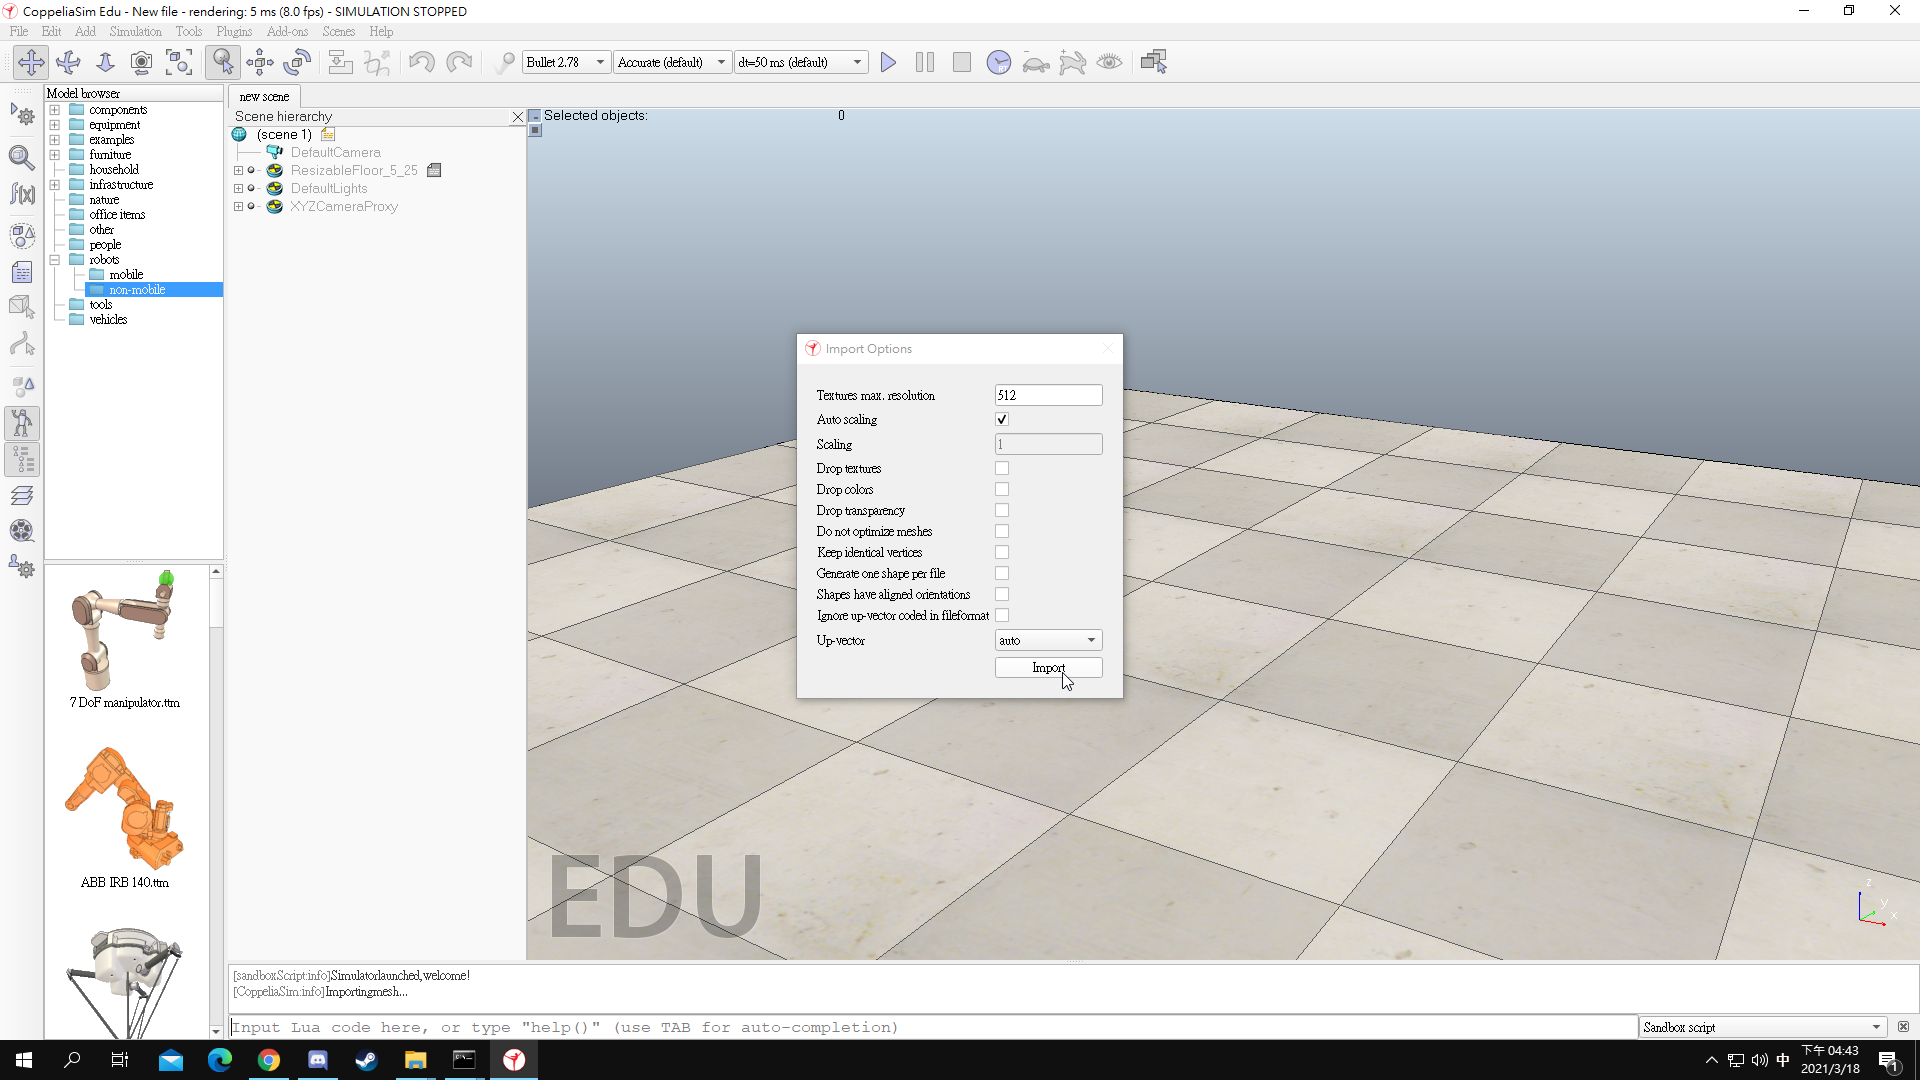 CoppeliaSim Edu - New file - rendering: 5 ms (8.0 fps) - SIMULATION STOPPED
File Edit Add Simulation Tools Plugins Add-ons Scenes Help
Bullet 2.78 Accurate (default) dt=50 ms (default)
RT
Model browser
components
equipment
examples
furniture
household
infrastructure
nature
office items
other
people
robots
mobile
non-mobile
tools
vehicles
f(x)
7 DoF manipulator.ttm
ABB IRB 140.ttm
new scene
Scene hierarchy
(scene 1)
DefaultCamera
ResizableFloor_5_25
DefaultLights
XYZCameraProxy
Selected objects: 0
Import Options
Textures max. resolution 512
Auto scaling
Scaling 1
Drop textures
Drop colors
Drop transparency
Do not optimize meshes
Keep identical vertices
Generate one shape per file
Shapes have aligned orientations
Ignore up-vector coded in fileformat
Up-vector auto
Import
EDU
z
y
x
[sandboxScript:info]Simulatorlaunched,welcome!
[CoppeliaSim:info]Importingmesh...
Input Lua code here, or type "help()" (use TAB for auto-completion)
Sandbox script
中
下午 04:43
2021/3/18
1